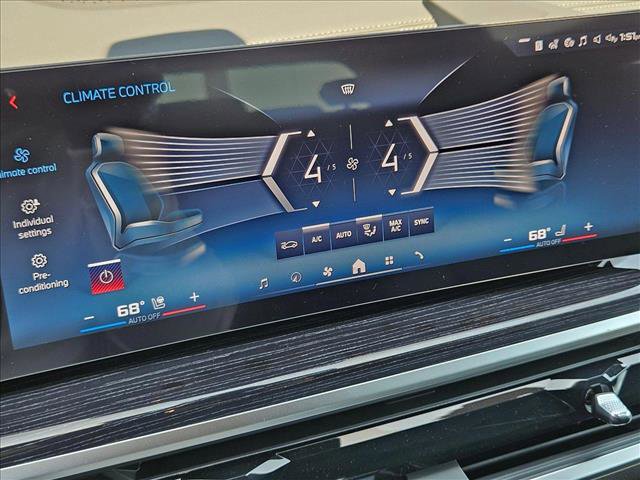 1:51
CLIMATE CONTROL
4 / 5
4 / 5
climate control
Individual
settings
A/C AUTO MAX
A/C SYNC
Pre-
conditioning
68°
AUTO OFF
68°
AUTO OFF